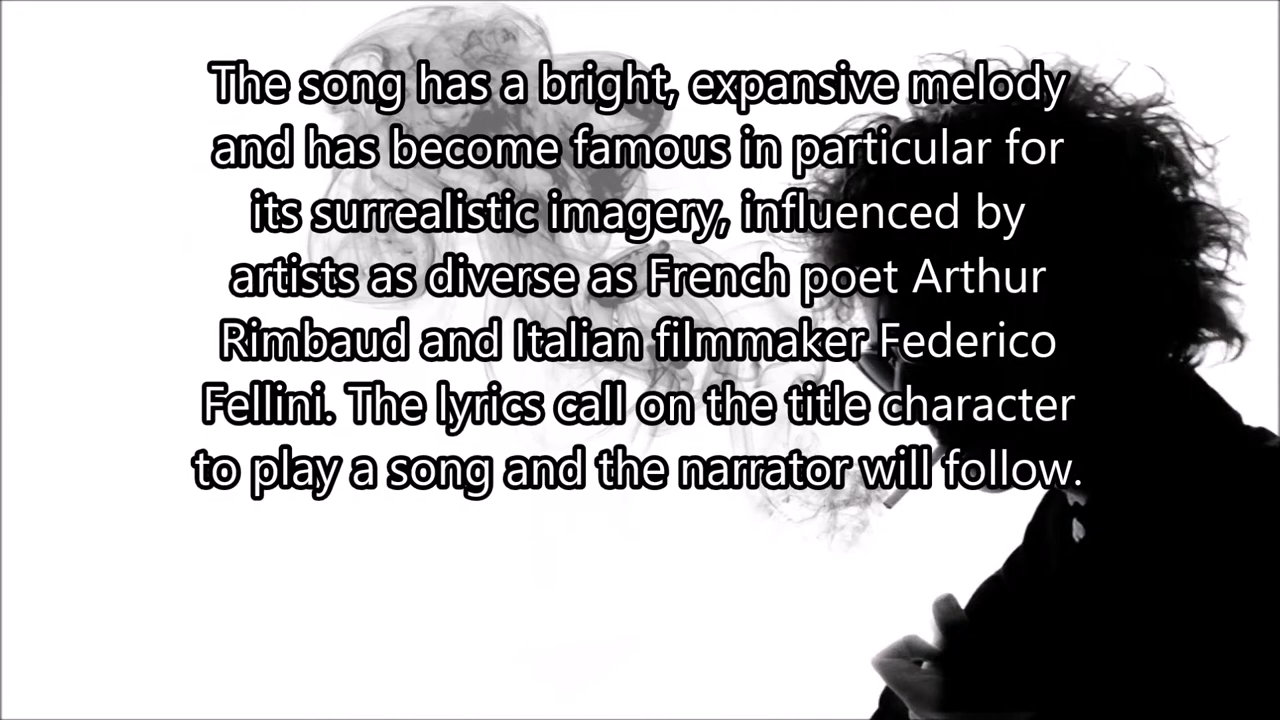 The song has a bright, expansive melody
and has become famous in particular for
its surrealistic imagery, influenced by
artists as diverse as French poet Arthur
Rimbaud and Italian filmmaker Federico
Fellini. The lyrics call on the title character
to play a song and the narrator will follow.